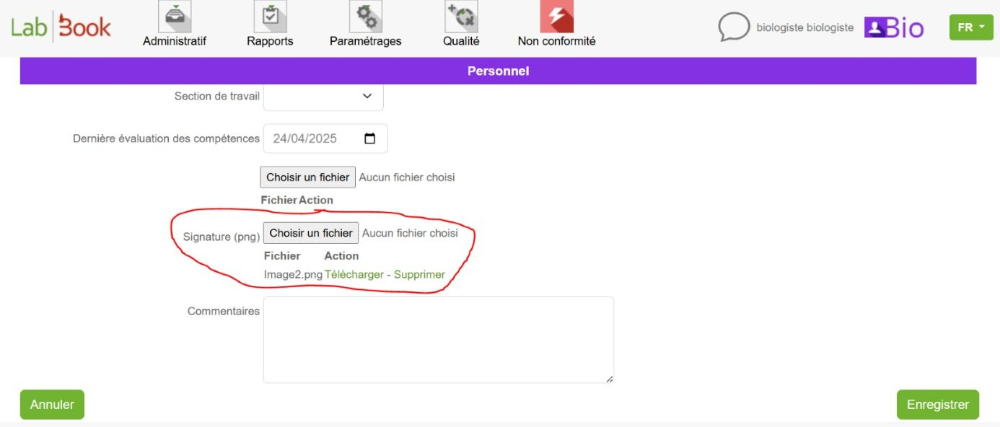 Lab Book
Administratif
Rapports
Paramétrages
Qualité
Non conformité
biologiste biologiste
Bio
FR
Personnel
Section de travail
Dernière évaluation des compétences 24/04/2025
Choisir un fichier Aucun fichier choisi
Fichier Action
Signature (png) Choisir un fichier Aucun fichier choisi
Fichier Action
Image2.png Télécharger - Supprimer
Commentaires
Annuler
Enregistrer